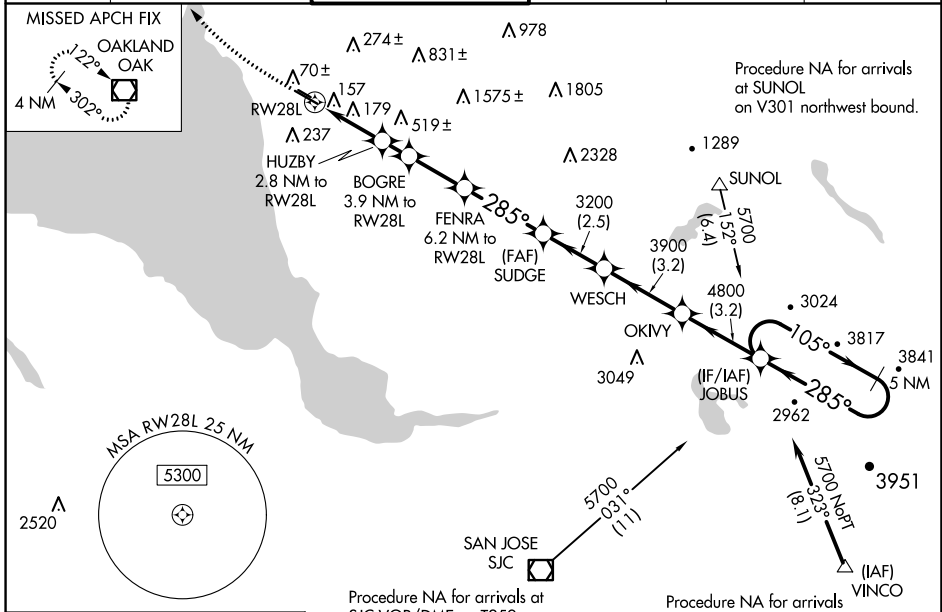 MISSED APCH FIX
OAKLAND
OAK
122°
302°
4 NM
274±
831±
978
70±
157
RW28L
179
519±
1575±
1805
237
2328
Procedure NA for arrivals
at SUNOL
on V301 northwest bound.
1289
SUNOL
5700
152°
(6.4)
HUZBY
2.8 NM to
RW28L
BOGRE
3.9 NM to
RW28L
FENRA
6.2 NM to
RW28L
285°
(FAF)
SUDGE
3200
(2.5)
WESCH
3900
(3.2)
OKIVY
4800
(3.2)
(IF/IAF)
JOBUS
3024
105°
3817
3841
5 NM
285°
2962
3049
3951
MSA RW28L 25 NM
5300
2520
5700
031°
(11)
SAN JOSE
SJC
5700 NoPT
323°
(8.1)
(IAF)
VINCO
Procedure NA for arrivals at
Procedure NA for arrivals